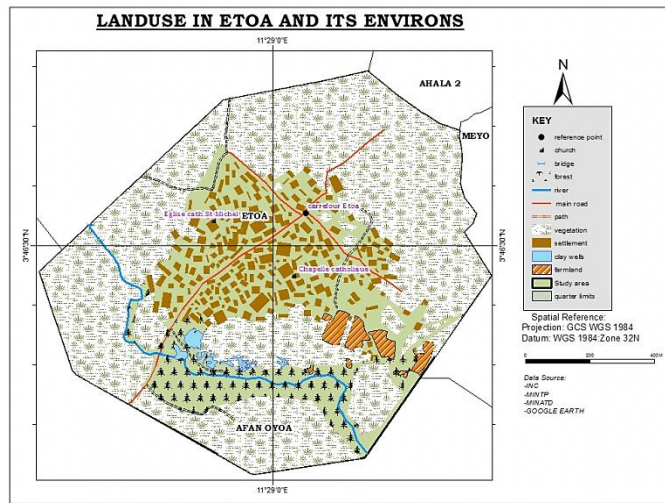 LANDUSE IN ETOA AND ITS ENVIRONS
11°29'0"E
AHALA 2
MEYO
3°46'30"N
3°46'30"N
carrefour Etoa
Eglise cath St-Michel
ETOA
Chapelle catholiaue
AFAN OYOA
11°29'0"E
N
KEY
reference point
church
bridge
forest
river
main road
path
vegetation
settlement
clay wells
farmland
Study area
quarter limits
Spatial Reference:
Projection: GCS WGS 1984
Datum: WGS 1984:Zone 32N
0 200 400M
Data Source:
-INC
-MINTP
-MINATD
-GOOGLE EARTH